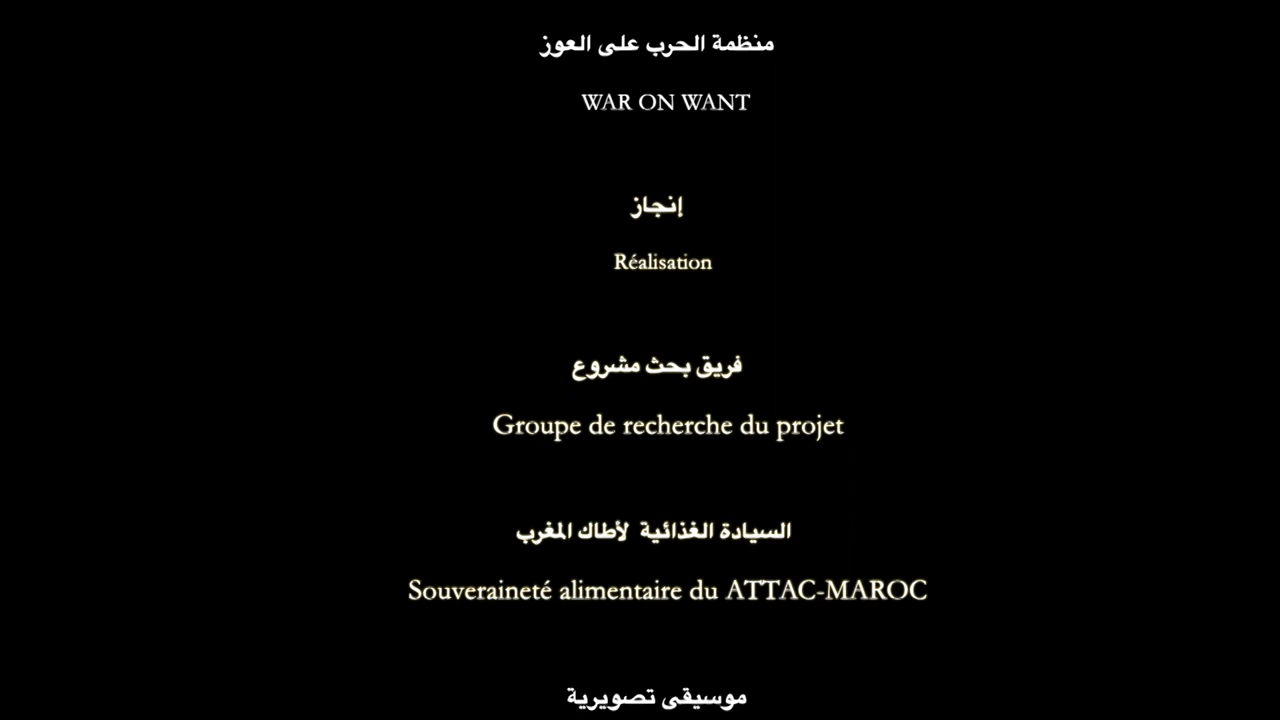 منظمة الحرب على العوز
WAR ON WANT
إنجاز
Réalisation
فريق بحث مشروع
Groupe de recherche du projet
السيادة الغذائية لأطاك المغرب
Souveraineté alimentaire du ATTAC-MAROC
موسيقى تصويرية